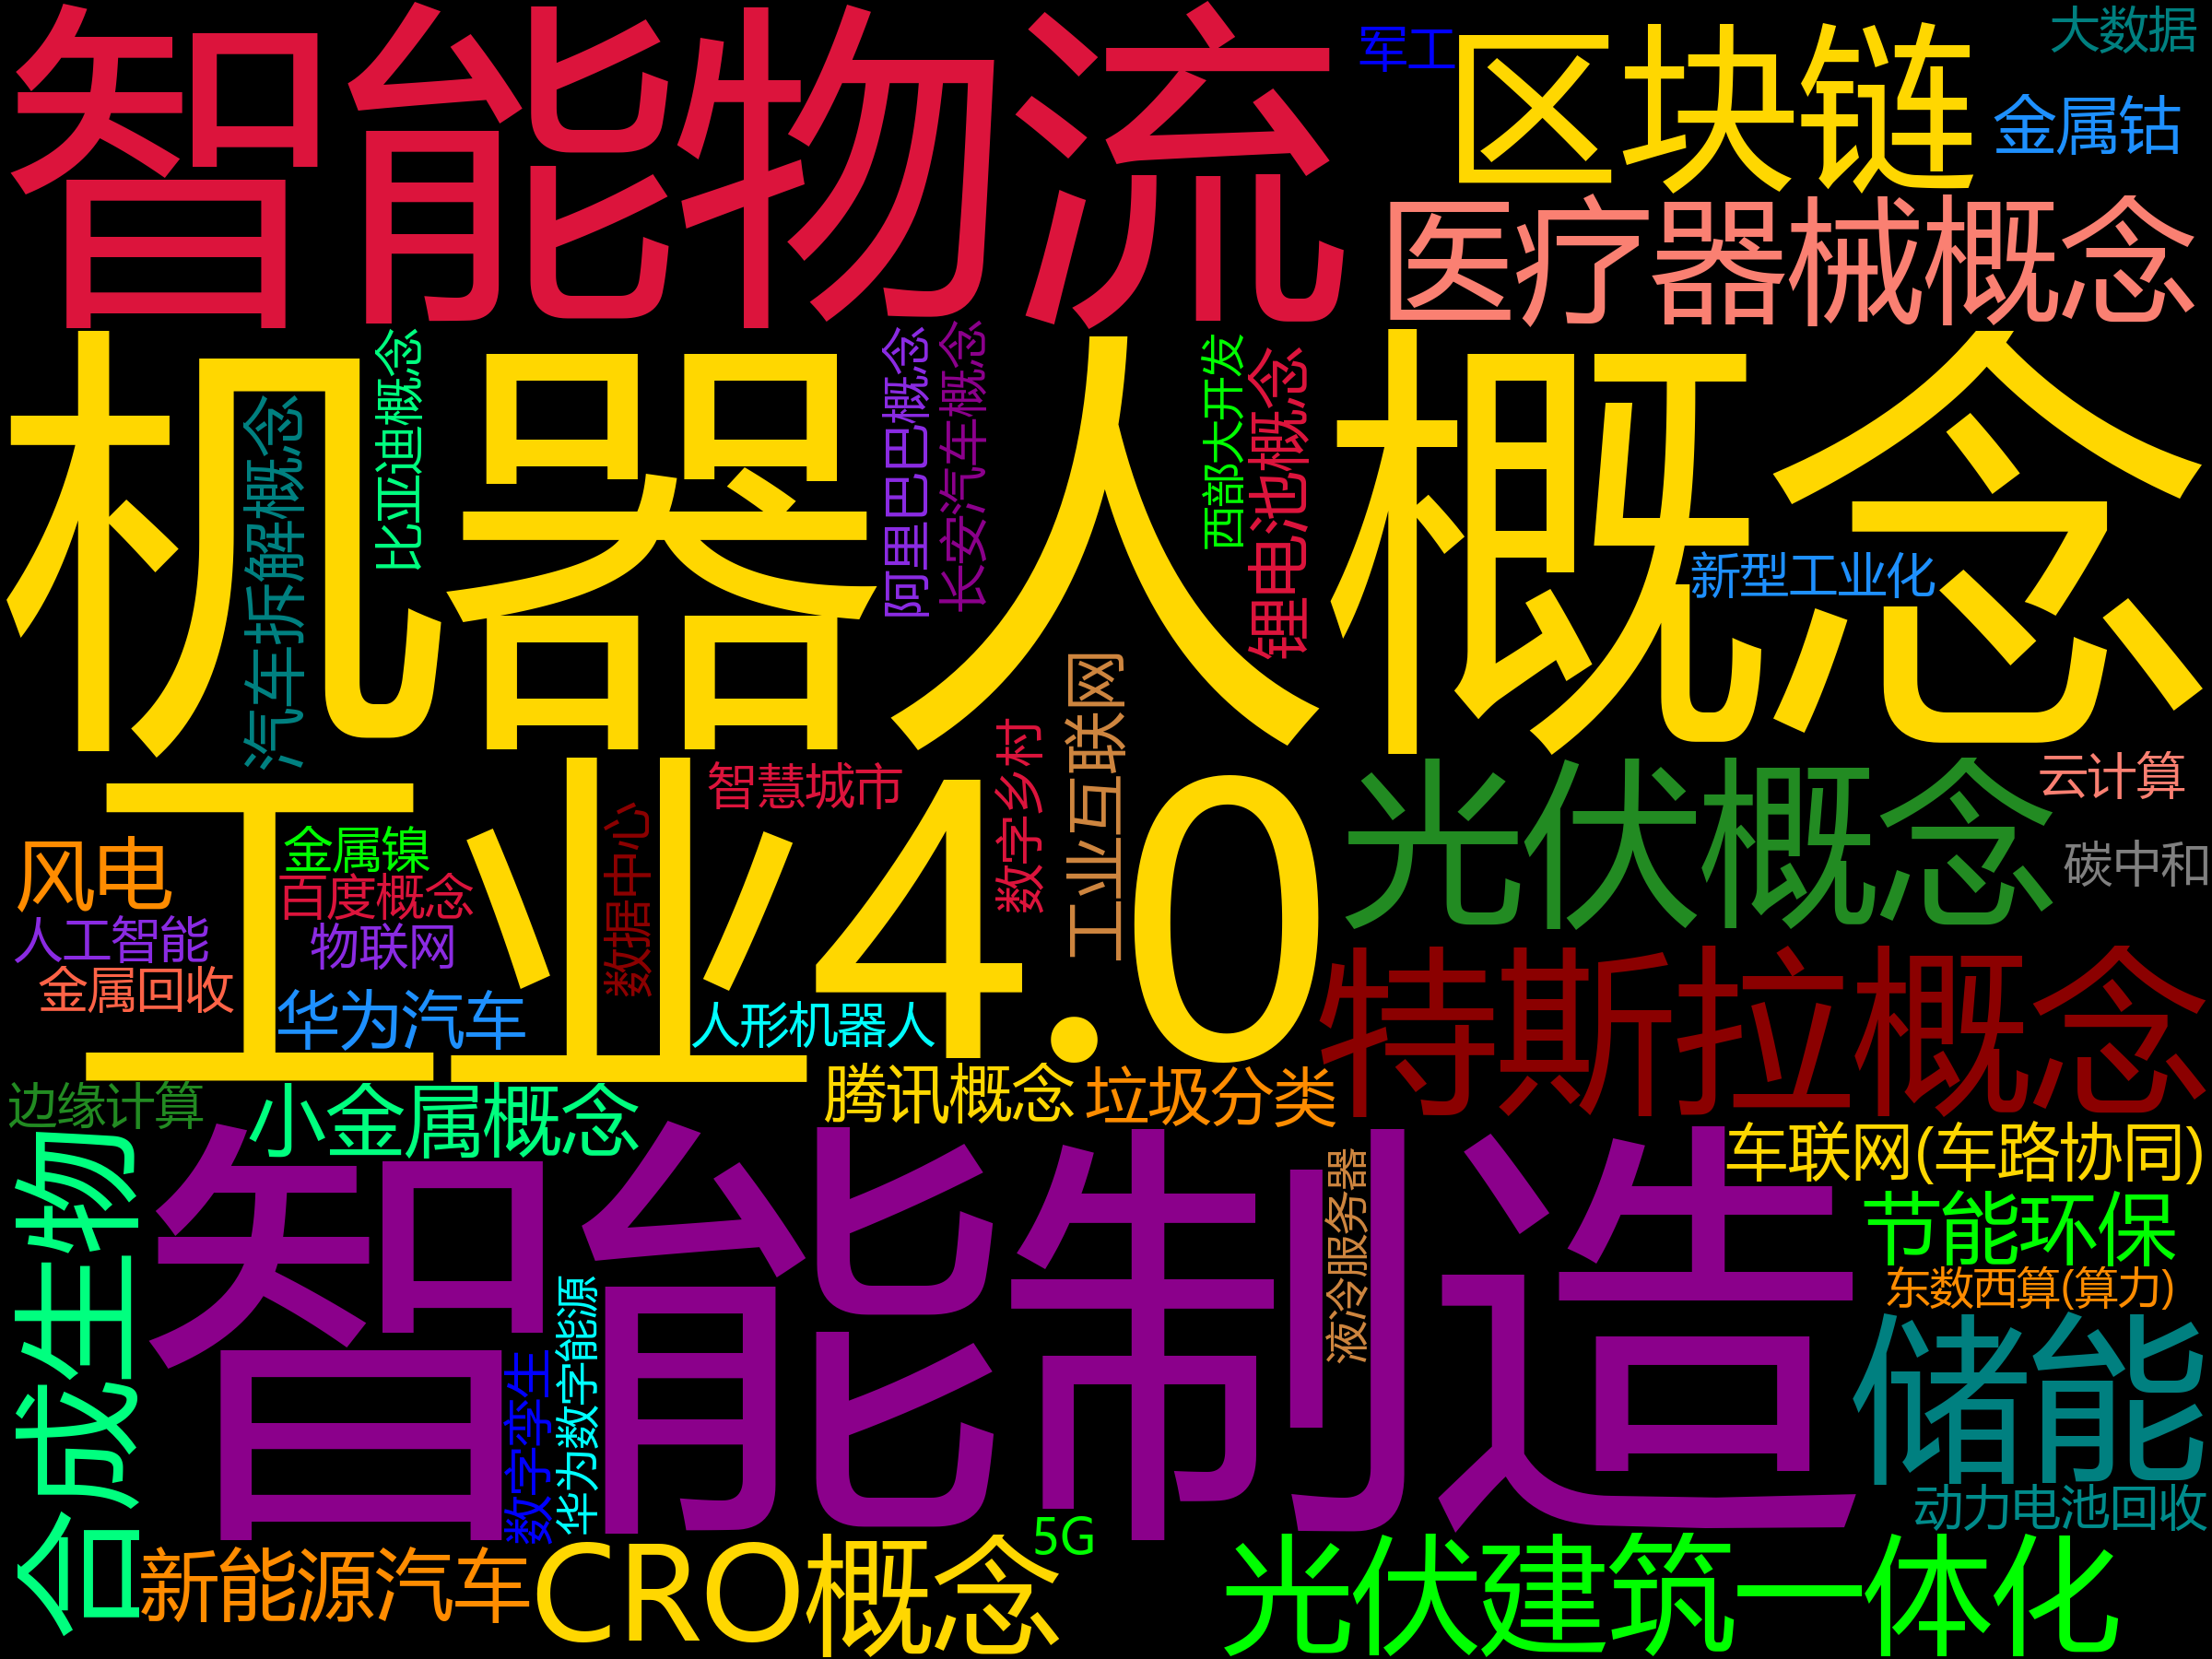 智能物流
军工
区块链
大数据
金属钴
医疗器械概念
机器人概念
汽车拆解概念
比亚迪概念
阿里巴巴概念
长安汽车概念
西部大开发
锂电池概念
新型工业化
工业4.0
智慧城市
数据中心
数字乡村
工业互联网
光伏概念
云计算
碳中和
风电
金属镍
百度概念
人工智能
物联网
金属回收
华为汽车
人形机器人
特斯拉概念
边缘计算
小金属概念
腾讯概念
垃圾分类
车联网(车路协同)
合成生物
智能制造
液冷服务器
节能环保
东数西算(算力)
储能
数字孪生
华为数字能源
动力电池回收
新能源汽车
CRO概念
5G
光伏建筑一体化